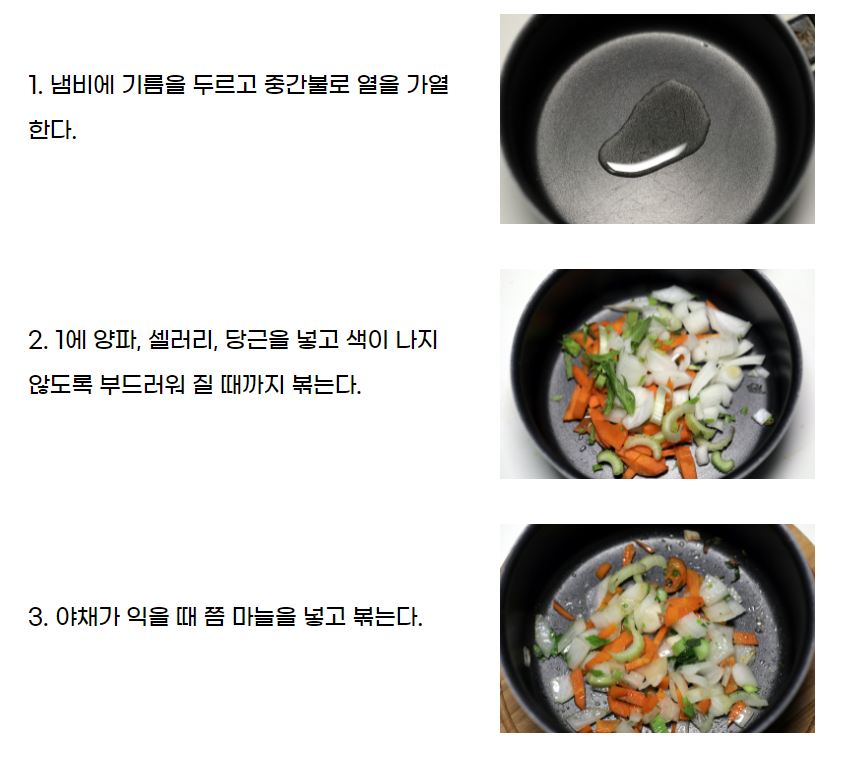 1. 냄비에 기름을 두르고 중간불로 열을 가열
한다.
2. 1에 양파, 셀러리, 당근을 넣고 색이 나지
않도록 부드러워 질 때까지 볶는다.
3. 야채가 익을 때 쯤 마늘을 넣고 볶는다.